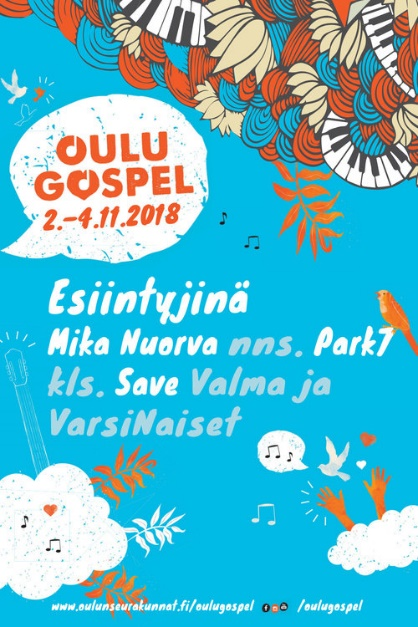 OULU
GOSPEL
2.–4.11.2018
Esiintyjinä
Mika Nuorva nns. Park7
kls. Save Valma ja
VarsiNaiset
www.oulunseurakunnat.fi/oulugospel /oulugospel